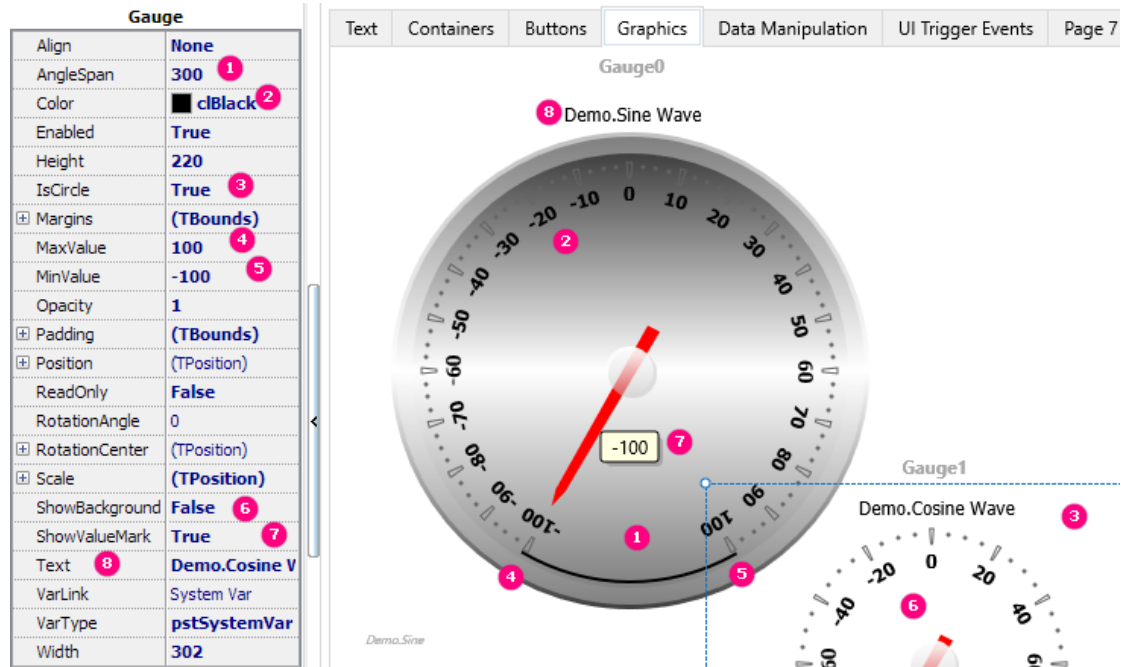 Gauge
Align None
AngleSpan 300 1
Color clBlack 2
Enabled True
Height 220
IsCircle True 3
Margins (TBounds)
MaxValue 100 4
MinValue -100 5
Opacity 1
Padding (TBounds)
Position (TPosition)
ReadOnly False
RotationAngle 0
RotationCenter (TPosition)
Scale (TPosition)
ShowBackground False 6
ShowValueMark True 7
Text 8 Demo.Cosine W
VarLink System Var
VarType pstSystemVar
Width 302
<
Text Containers Buttons Graphics Data Manipulation UI Trigger Events Page 7
Gauge0
8 Demo.Sine Wave
-100 -90 -80 -70 -60 -50 -40 -30 -20 -10 0 10 20 30 40 50 60 70 80 90 100
2
-100 7
1
4 5
Demo.Sine
Gauge1
Demo.Cosine Wave 3
-40 -20 0 20 40
6
60